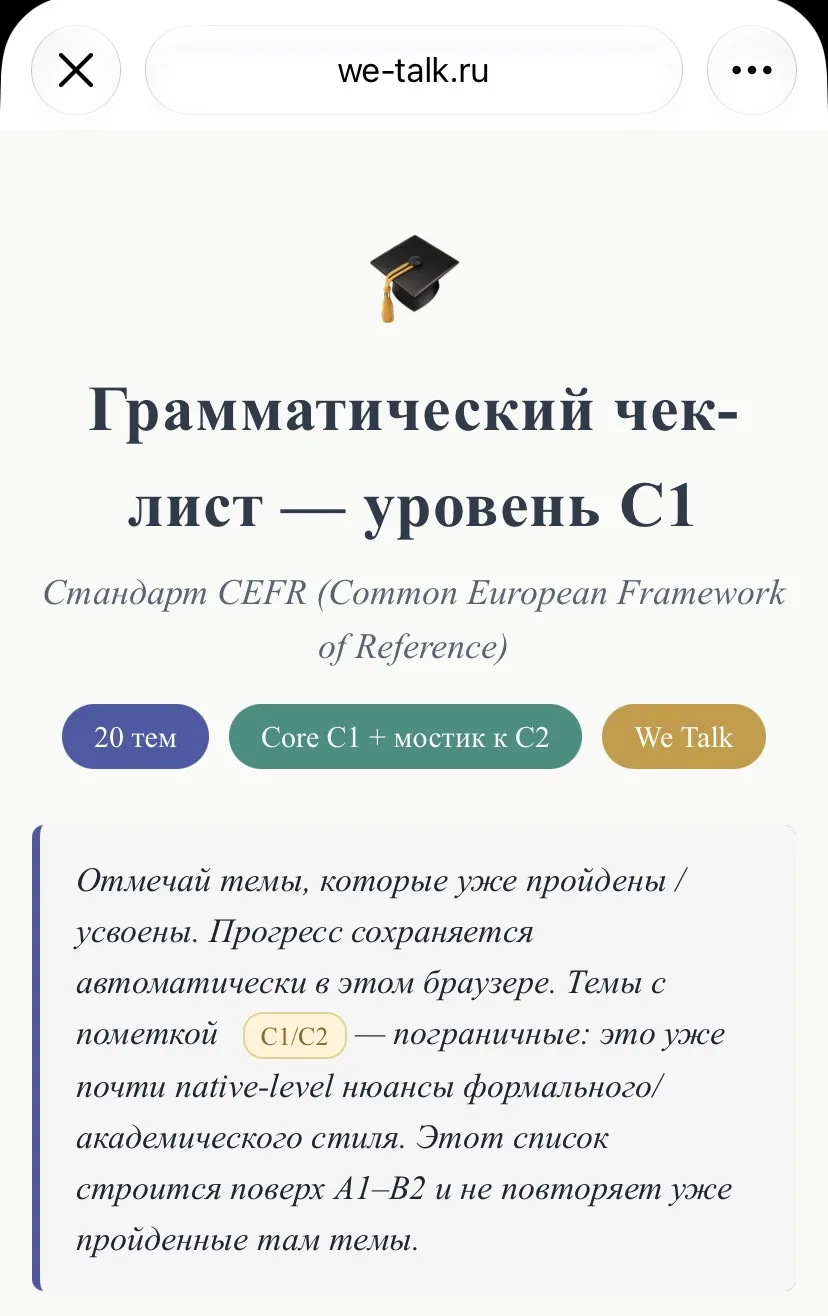 we-talk.ru
Грамматический чек-
лист — уровень C1
Стандарт CEFR (Common European Framework
of Reference)
20 тем
Core C1 + мостик к C2
We Talk
Отмечай темы, которые уже пройдены /
усвоены. Прогресс сохраняется
автоматически в этом браузере. Темы с
пометкой C1/C2 — пограничные: это уже
почти native-level нюансы формального/
академического стиля. Этот список
строится поверх A1–B2 и не повторяет уже
пройденные там темы.